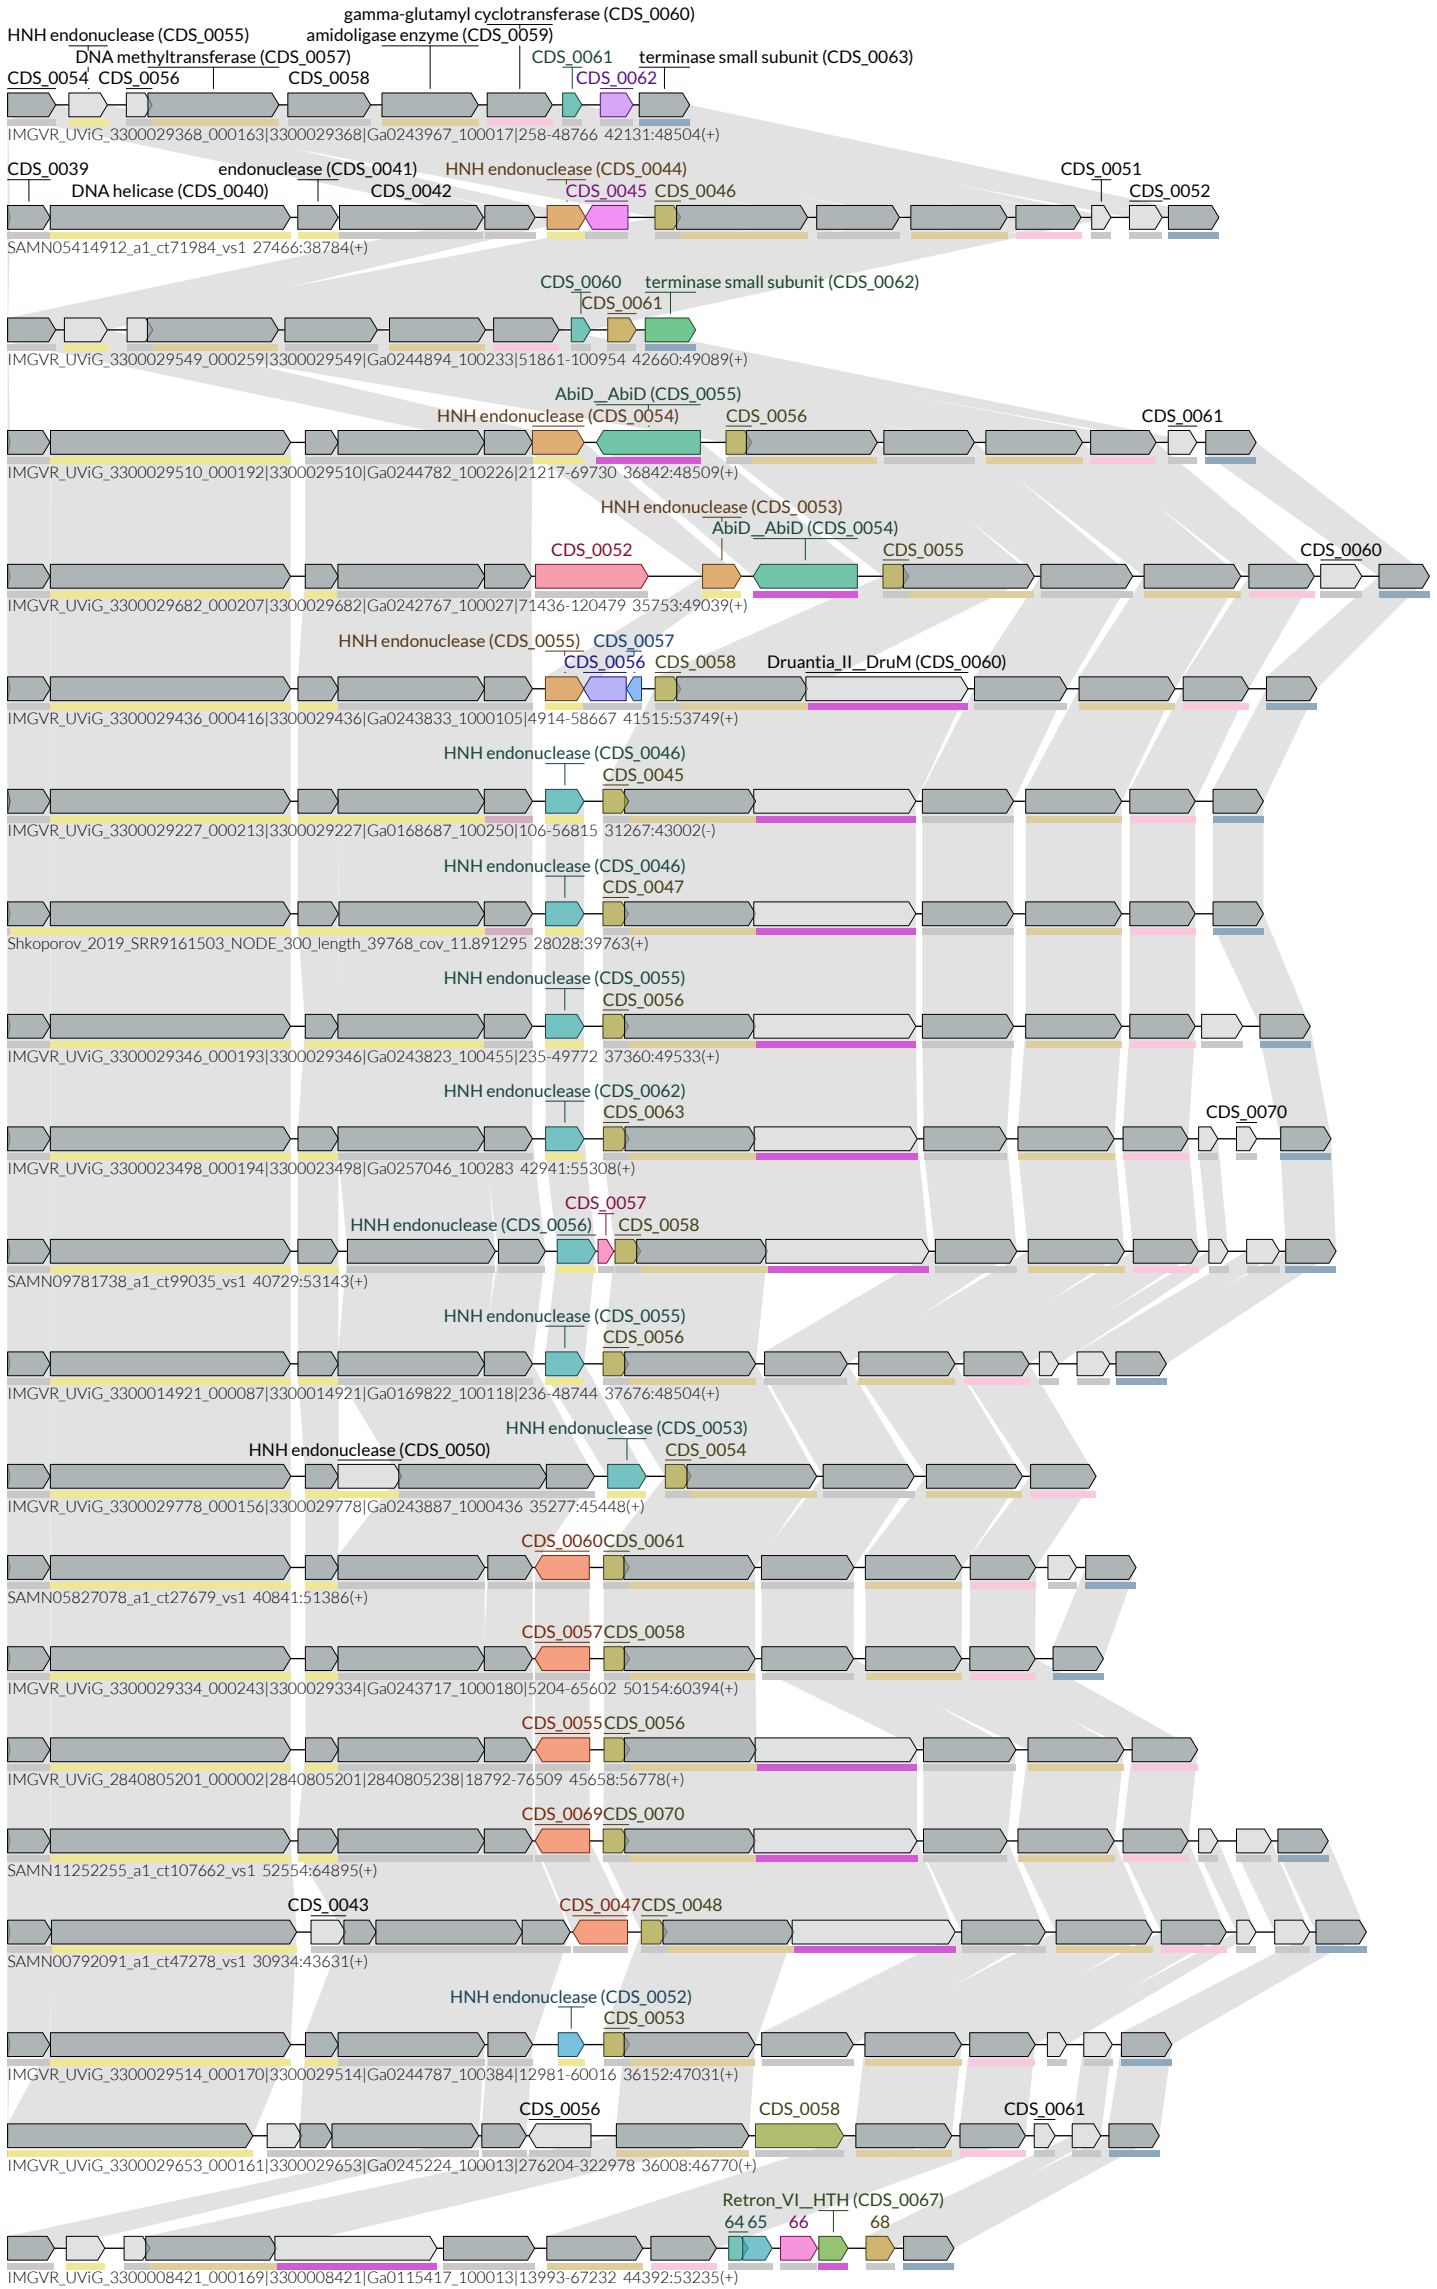 gamma-glutamyl cyclotransferase (CDS_0060)
HNH endonuclease (CDS_0055) amidoligase enzyme (CDS_0059)
DNA methyltransferase (CDS_0057) CDS_0061 terminase small subunit (CDS_0063)
CDS_0054 CDS_0056 CDS_0058 CDS_0062
IMGVR_UViG_3300029368_000163|3300029368|Ga0243967_100017|258-48766 42131:48504(+)
CDS_0039 endonuclease (CDS_0041) HNH endonuclease (CDS_0044) CDS_0051
DNA helicase (CDS_0040) CDS_0042 CDS_0045 CDS_0046 CDS_0052
SAMN05414912_a1_ct71984_vs1 27466:38784(+)
CDS_0060 terminase small subunit (CDS_0062)
CDS_0061
IMGVR_UViG_3300029549_000259|3300029549|Ga0244894_100233|51861-100954 42660:49089(+)
AbiD__AbiD (CDS_0055)
HNH endonuclease (CDS_0054) CDS_0056 CDS_0061
IMGVR_UViG_3300029510_000192|3300029510|Ga0244782_100226|21217-69730 36842:48509(+)
HNH endonuclease (CDS_0053)
AbiD__AbiD (CDS_0054)
CDS_0052 CDS_0055 CDS_0060
IMGVR_UViG_3300029682_000207|3300029682|Ga0242767_100027|71436-120479 35753:49039(+)
HNH endonuclease (CDS_0055) CDS_0057
CDS_0056 CDS_0058 Druantia_II__DruM (CDS_0060)
IMGVR_UViG_3300029436_000416|3300029436|Ga0243833_1000105|4914-58667 41515:53749(+)
HNH endonuclease (CDS_0046)
CDS_0045
IMGVR_UViG_3300029227_000213|3300029227|Ga0168687_100250|106-56815 31267:43002(-)
HNH endonuclease (CDS_0046)
CDS_0047
Shkoporov_2019_SRR9161503_NODE_300_length_39768_cov_11.891295 28028:39763(+)
HNH endonuclease (CDS_0055)
CDS_0056
IMGVR_UViG_3300029346_000193|3300029346|Ga0243823_100455|235-49772 37360:49533(+)
HNH endonuclease (CDS_0062)
CDS_0063 CDS_0070
IMGVR_UViG_3300023498_000194|3300023498|Ga0257046_100283 42941:55308(+)
CDS_0057
HNH endonuclease (CDS_0056) CDS_0058
SAMN09781738_a1_ct99035_vs1 40729:53143(+)
HNH endonuclease (CDS_0055)
CDS_0056
IMGVR_UViG_3300014921_000087|3300014921|Ga0169822_100118|236-48744 37676:48504(+)
HNH endonuclease (CDS_0053)
HNH endonuclease (CDS_0050) CDS_0054
IMGVR_UViG_3300029778_000156|3300029778|Ga0243887_1000436 35277:45448(+)
CDS_0060 CDS_0061
SAMN05827078_a1_ct27679_vs1 40841:51386(+)
CDS_0057 CDS_0058
IMGVR_UViG_3300029334_000243|3300029334|Ga0243717_1000180|5204-65602 50154:60394(+)
CDS_0055 CDS_0056
IMGVR_UViG_2840805201_000002|2840805201|2840805238|18792-76509 45658:56778(+)
CDS_0069 CDS_0070
SAMN11252255_a1_ct107662_vs1 52554:64895(+)
CDS_0043 CDS_0047 CDS_0048
SAMN00792091_a1_ct47278_vs1 30934:43631(+)
HNH endonuclease (CDS_0052)
CDS_0053
IMGVR_UViG_3300029514_000170|3300029514|Ga0244787_100384|12981-60016 36152:47031(+)
CDS_0056 CDS_0058 CDS_0061
IMGVR_UViG_3300029653_000161|3300029653|Ga0245224_100013|276204-322978 36008:46770(+)
Retron_VI__HTH (CDS_0067)
64 65 66 68
IMGVR_UViG_3300008421_000169|3300008421|Ga0115417_100013|13993-67232 44392:53235(+)